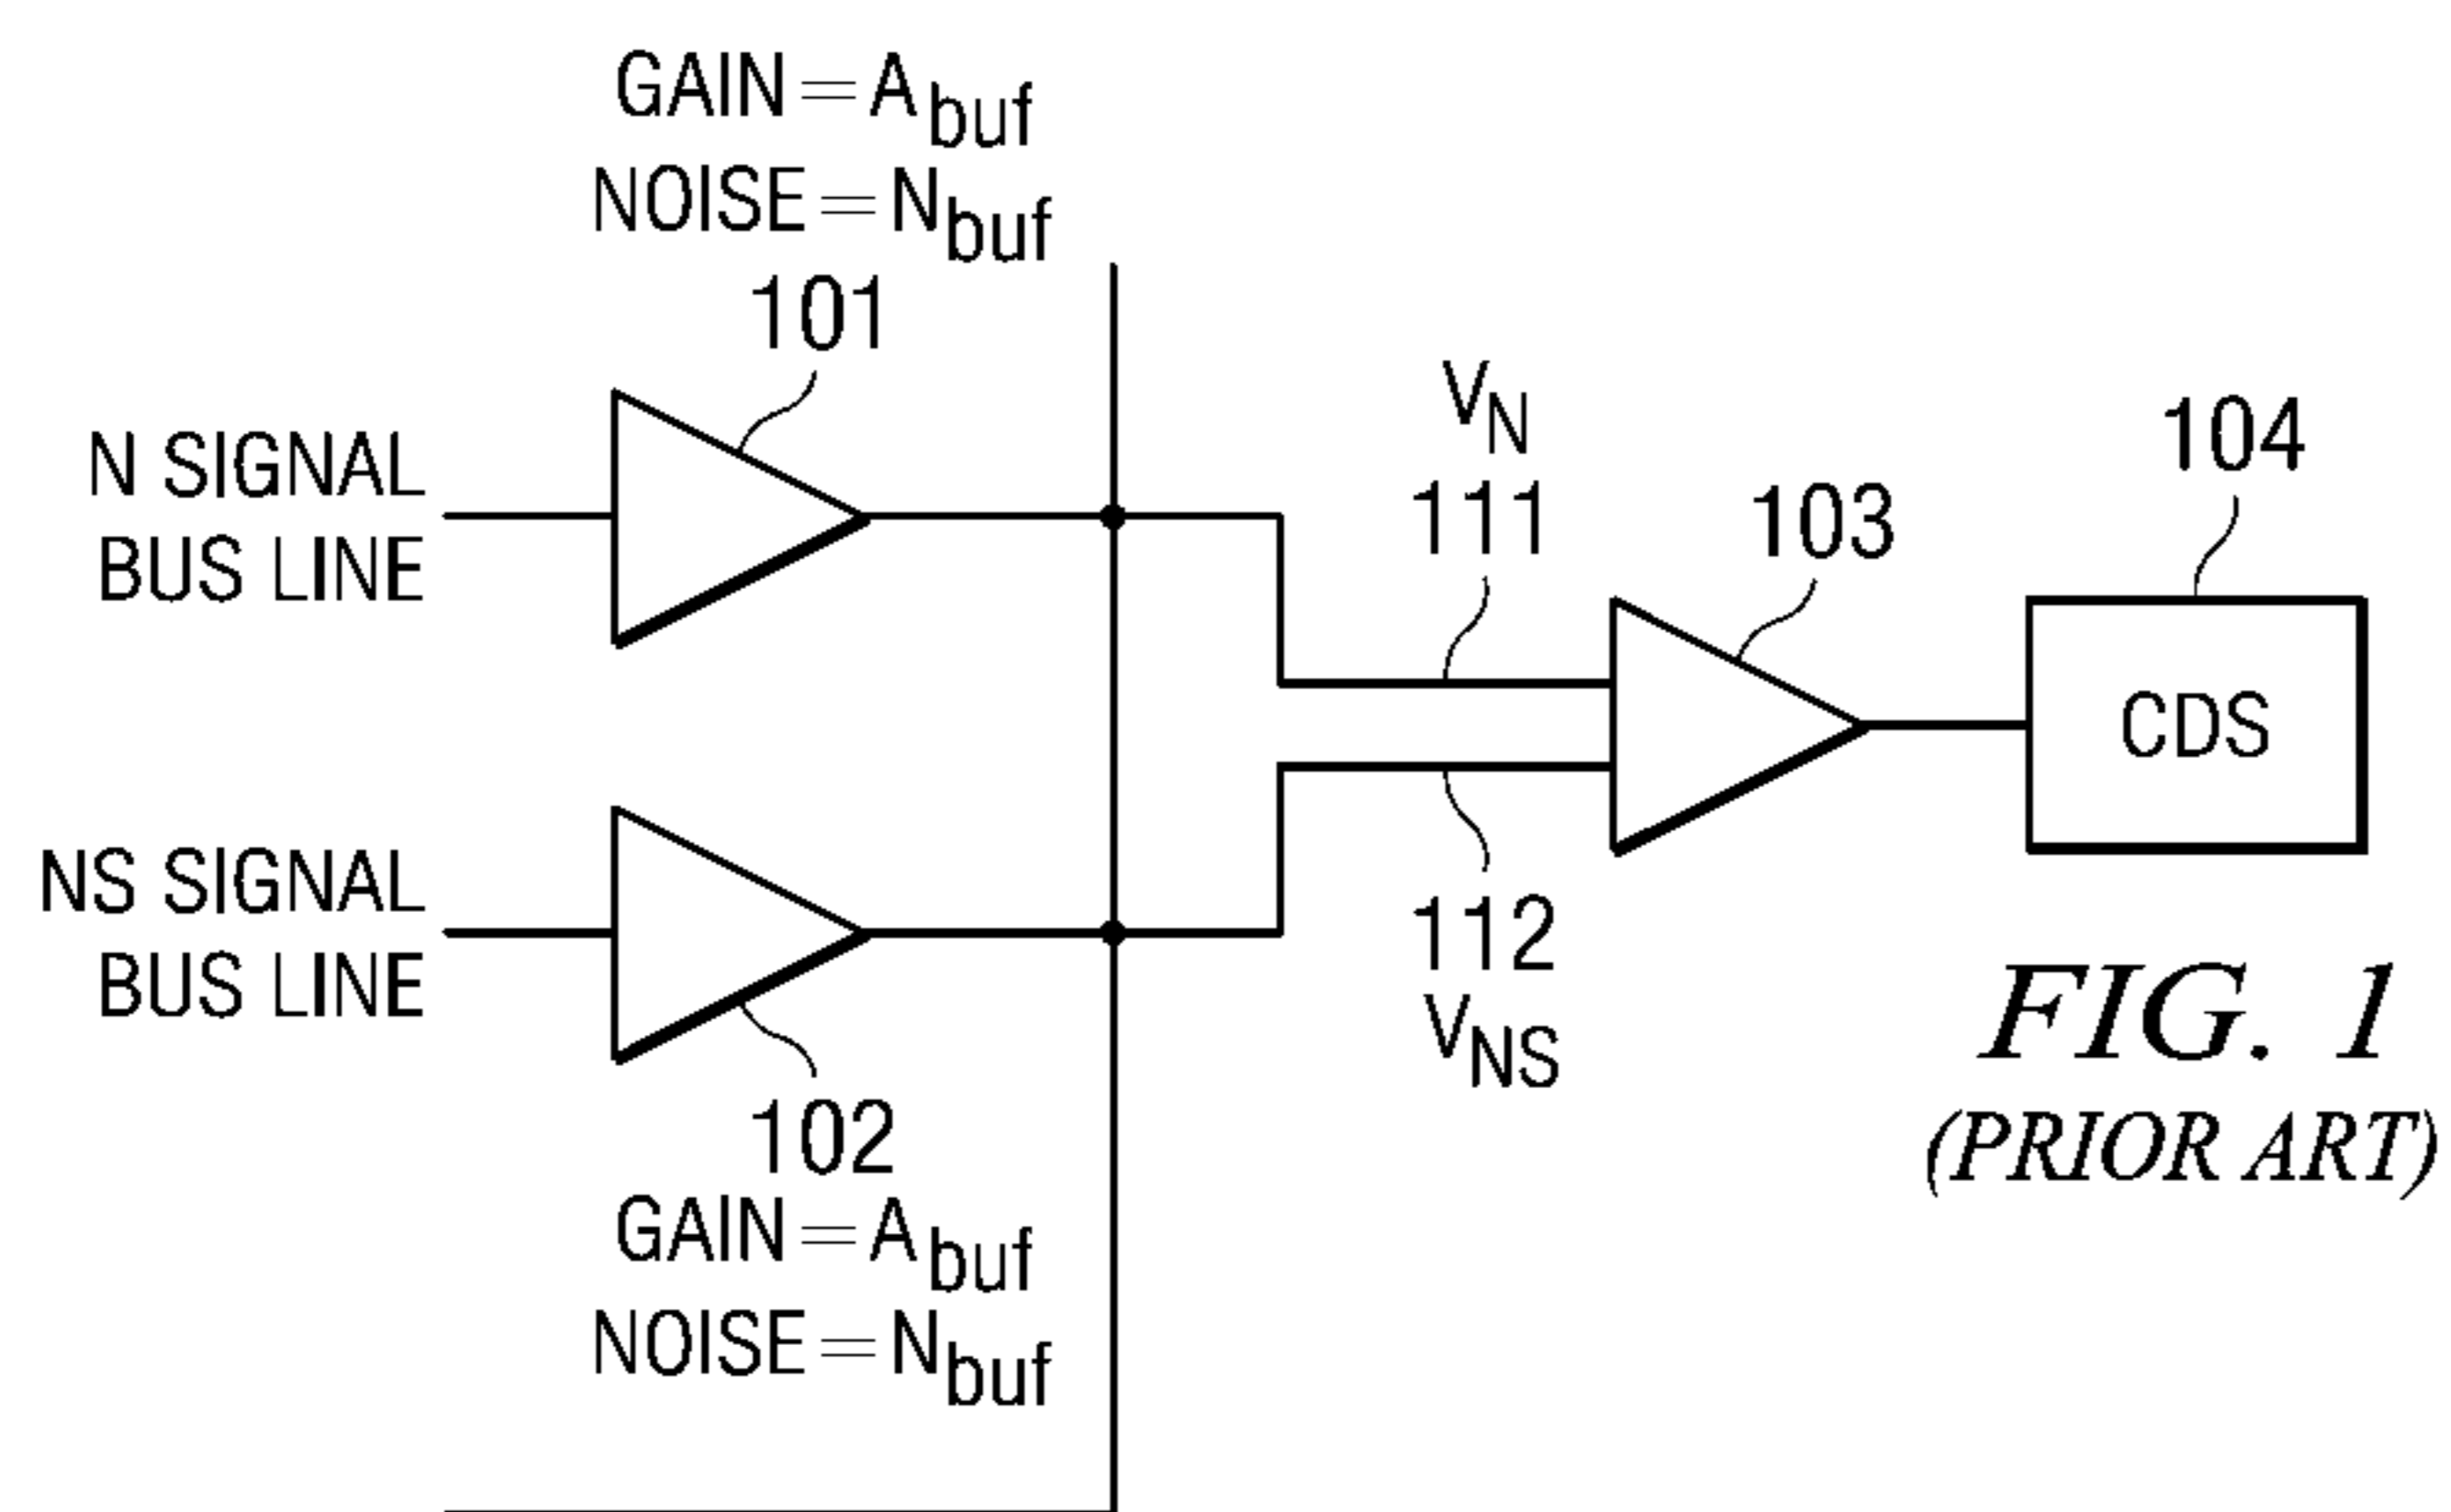 GAIN=Abuf
NOISE=Nbuf
101
N SIGNAL
BUS LINE
VN
111
103
104
CDS
NS SIGNAL
BUS LINE
112
VNS
102
GAIN=Abuf
NOISE=Nbuf
FIG. 1
(PRIOR ART)